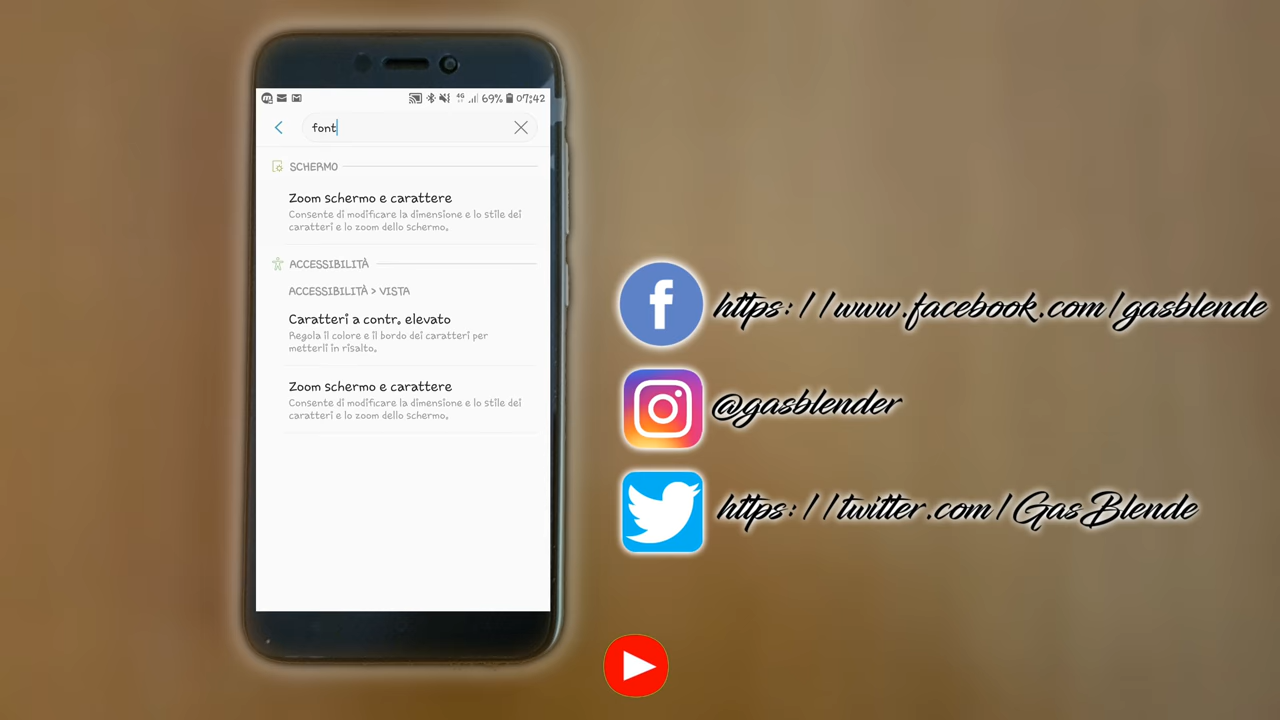 4G 69% 07:42
font
SCHERMO
Zoom schermo e carattere
Consente di modificare la dimensione e lo stile dei
caratteri e lo zoom dello schermo.
ACCESSIBILITÀ
ACCESSIBILITÀ > VISTA
Caratteri a contr. elevato
Regola il colore e il bordo dei caratteri per
metterli in risalto.
Zoom schermo e carattere
Consente di modificare la dimensione e lo stile dei
caratteri e lo zoom dello schermo.
https://www.facebook.com/gasblende
@gasblender
https://twitter.com/GasBlende